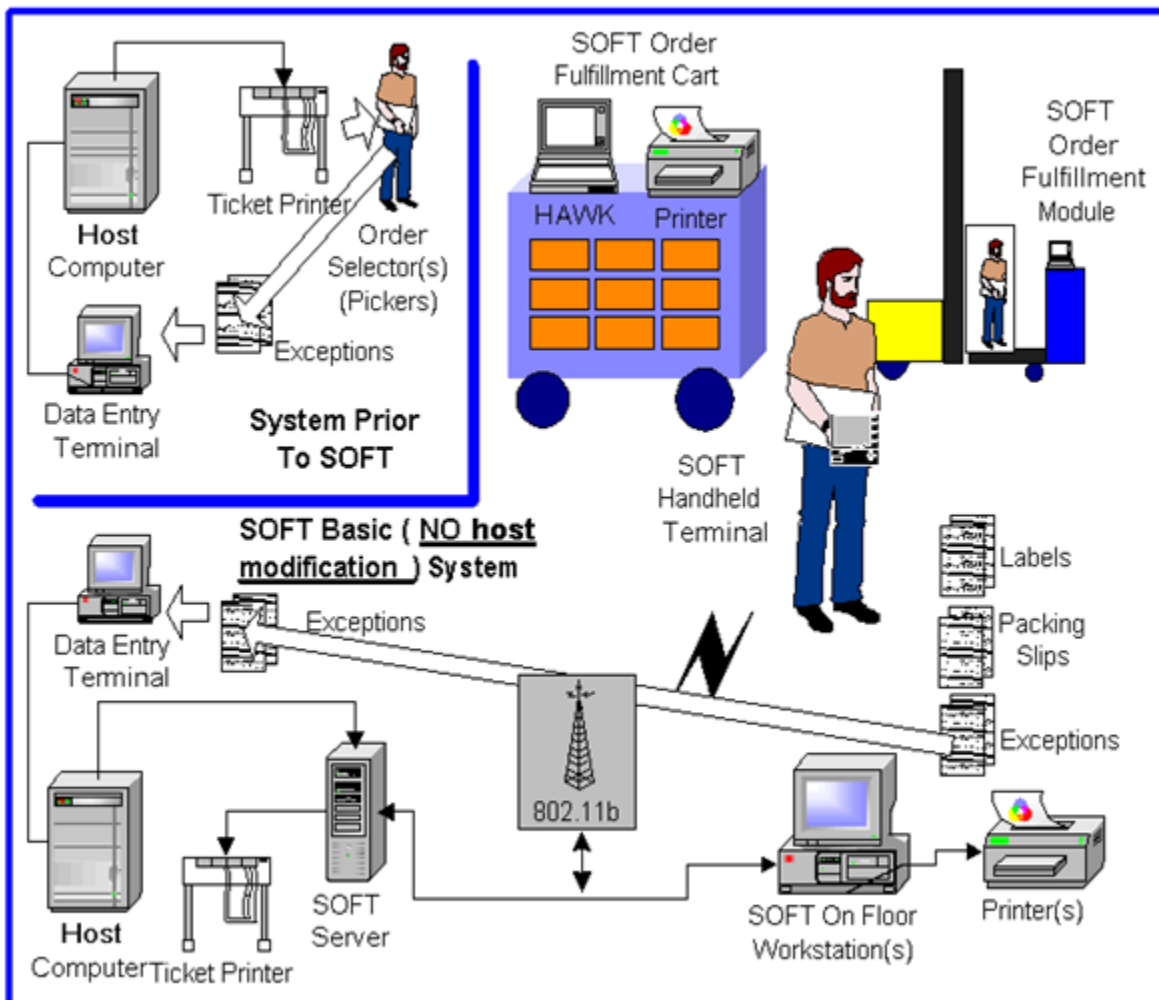 Host
Computer
Ticket Printer
Order
Selector(s)
(Pickers)
Exceptions
Data Entry
Terminal
System Prior
To SOFT
SOFT Order
Fulfillment Cart
HAWK
Printer
SOFT
Order
Fulfillment
Module
SOFT
Handheld
Terminal
SOFT Basic ( NO host
modification ) System
Data Entry
Terminal
Exceptions
Labels
Packing
Slips
Exceptions
802.11b
Host
Computer
Ticket Printer
SOFT
Server
SOFT On Floor
Workstation(s)
Printer(s)